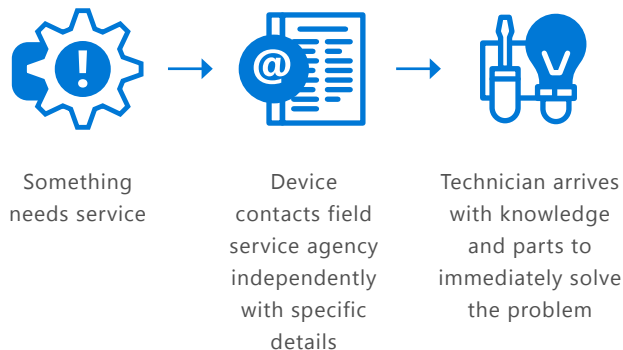 !
@
Something
needs service
Device
contacts field
service agency
independently
with specific
details
Technician arrives
with knowledge
and parts to
immediately solve
the problem